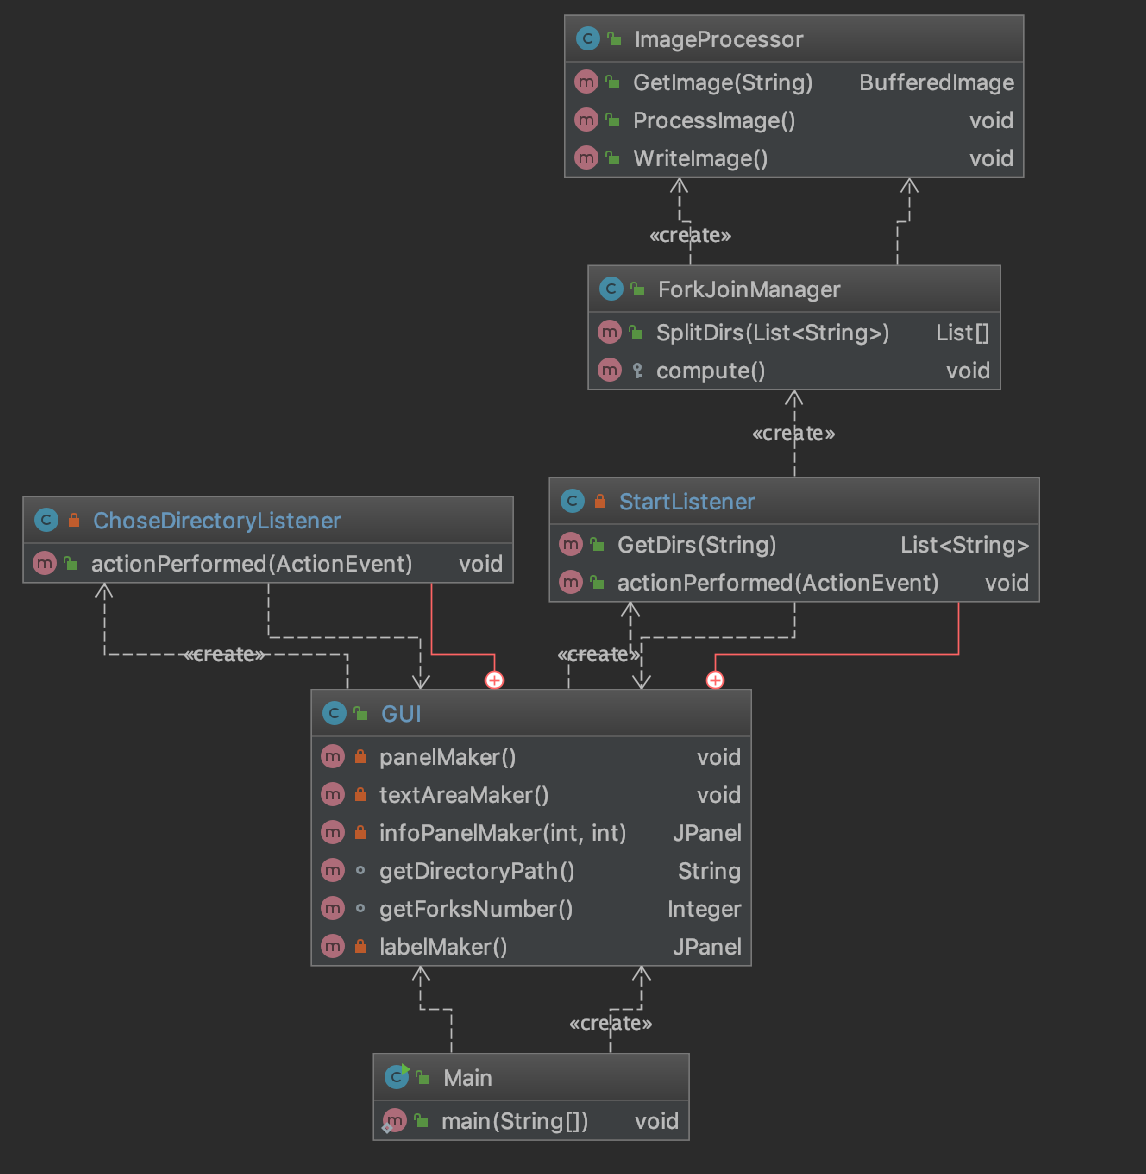 ImageProcessor
GetImage(String) BufferedImage
ProcessImage() void
WriteImage() void
«create»
ForkJoinManager
SplitDirs(List<String>) List[]
compute() void
«create»
ChoseDirectoryListener
actionPerformed(ActionEvent) void
StartListener
GetDirs(String) List<String>
actionPerformed(ActionEvent) void
«create»
«create»
GUI
panelMaker() void
textAreaMaker() void
infoPanelMaker(int, int) JPanel
getDirectoryPath() String
getForksNumber() Integer
labelMaker() JPanel
«create»
Main
main(String[]) void